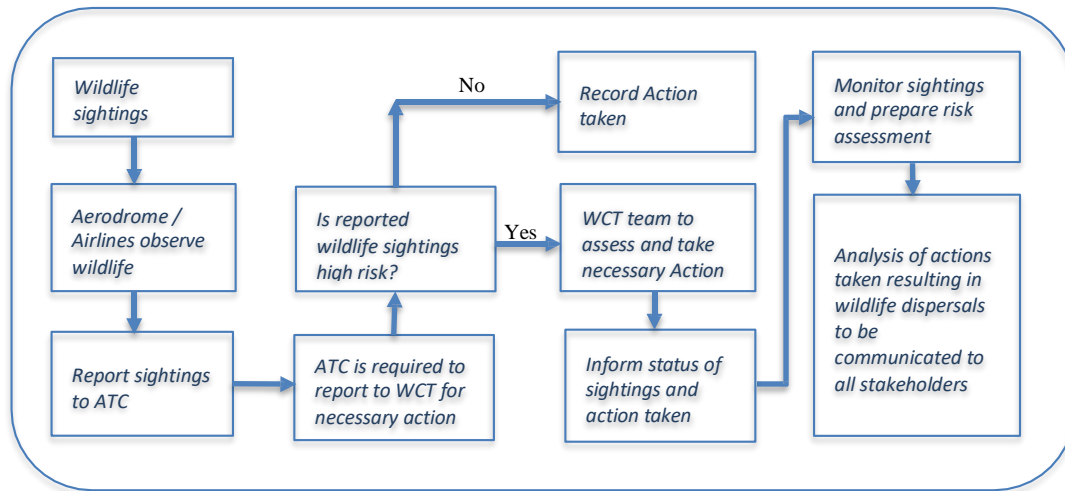 Wildlife
sightings
Aerodrome /
Airlines observe
wildlife
Report sightings
to ATC
ATC is required to
report to WCT for
necessary action
Is reported
wildlife sightings
high risk?
No
Record Action
taken
Yes
WCT team to
assess and take
necessary Action
Inform status of
sightings and
action taken
Monitor sightings
and prepare risk
assessment
Analysis of actions
taken resulting in
wildlife dispersals
to be
communicated to
all stakeholders